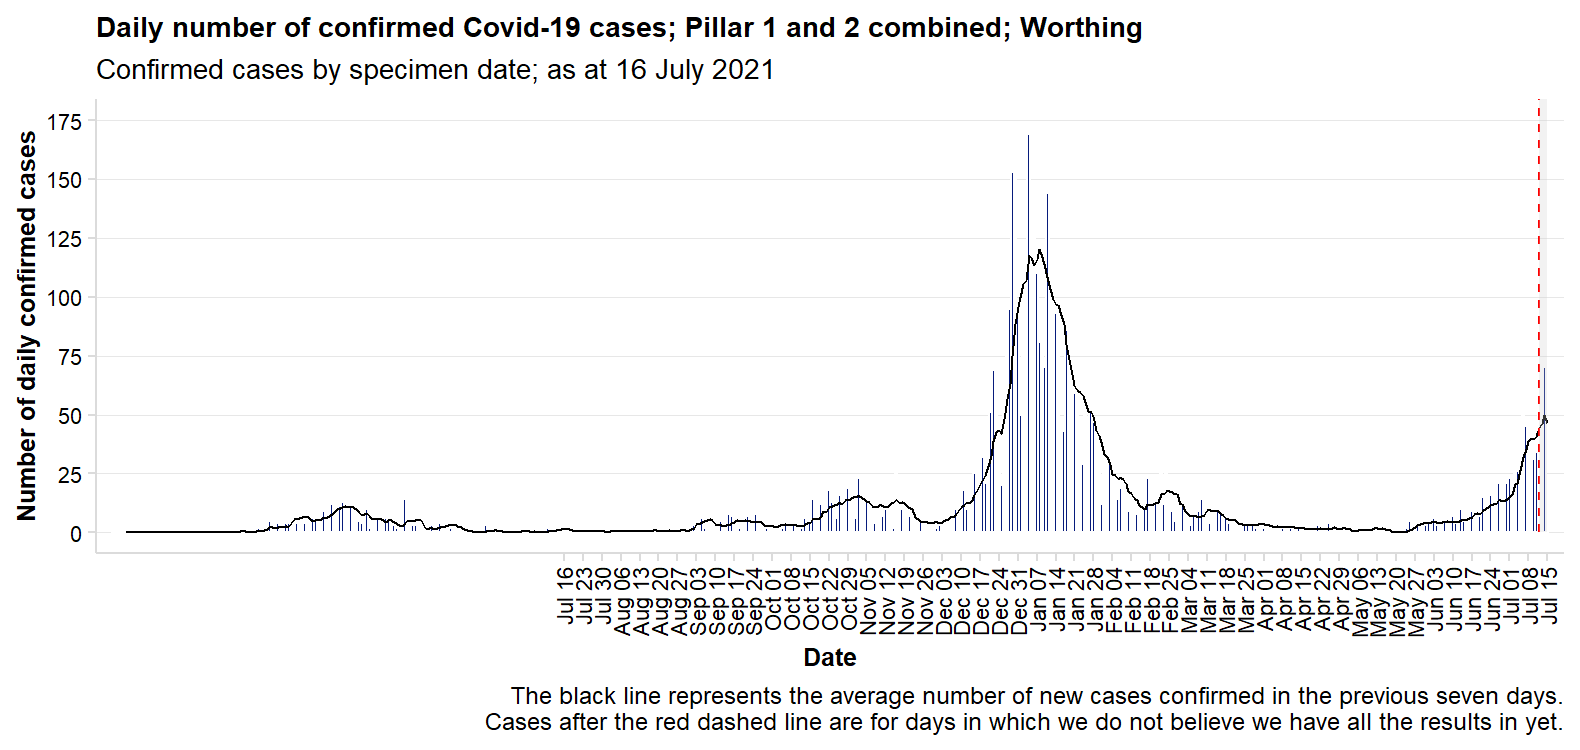 Daily number of confirmed Covid-19 cases; Pillar 1 and 2 combined; Worthing
Confirmed cases by specimen date; as at 16 July 2021
Number of daily confirmed cases
175
150
125
100
75
50
25
0
Jul 16
Jul 23
Jul 30
Aug 06
Aug 13
Aug 20
Aug 27
Sep 03
Sep 10
Sep 17
Sep 24
Oct 01
Oct 08
Oct 15
Oct 22
Oct 29
Nov 05
Nov 12
Nov 19
Nov 26
Dec 03
Dec 10
Dec 17
Dec 24
Dec 31
Jan 07
Jan 14
Jan 21
Jan 28
Feb 04
Feb 11
Feb 18
Feb 25
Mar 04
Mar 11
Mar 18
Mar 25
Apr 01
Apr 08
Apr 15
Apr 22
Apr 29
May 06
May 13
May 20
May 27
Jun 03
Jun 10
Jun 17
Jun 24
Jul 01
Jul 08
Jul 15
Date
The black line represents the average number of new cases confirmed in the previous seven days.
Cases after the red dashed line are for days in which we do not believe we have all the results in yet.